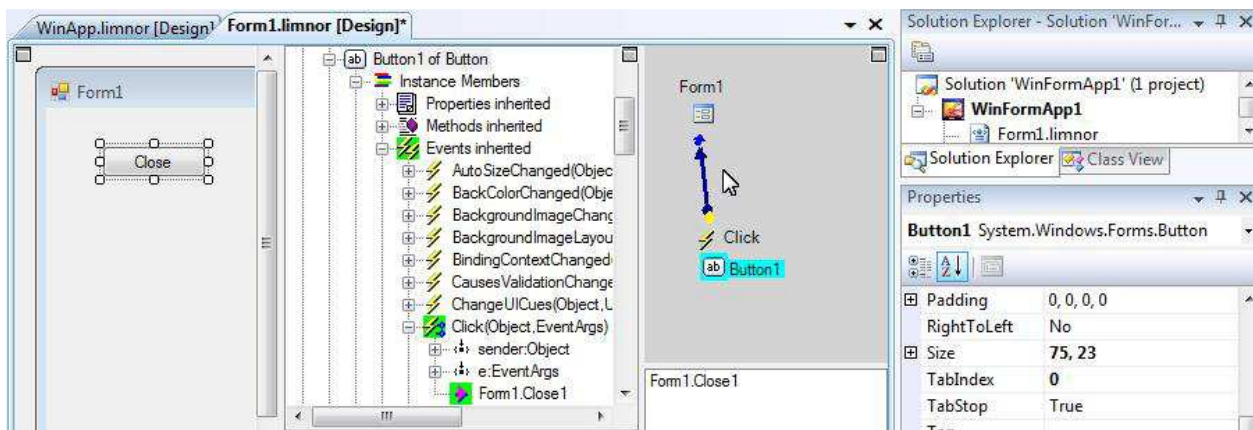 WinApp.limnor [Design]
Form1.limnor [Design]*
Form1
Close
Button1 of Button
Instance Members
Properties inherited
Methods inherited
Events inherited
AutoSizeChanged(Objec
BackColorChanged(Obje
BackgroundImageChang
BackgroundImageLayou
BindingContextChanged
CausesValidationChange
ChangeUICues(Object,U
Click(Object,EventArgs)
sender:Object
e:EventArgs
Form1.Close1
Form1
Click
ab Button1
Form1.Close1
Solution Explorer - Solution 'WinFor...
Solution 'WinFormApp1' (1 project)
WinFormApp1
Form1.limnor
Solution Explorer
Class View
Properties
Button1 System.Windows.Forms.Button
Padding 0, 0, 0, 0
RightToLeft No
Size 75, 23
TabIndex 0
TabStop True